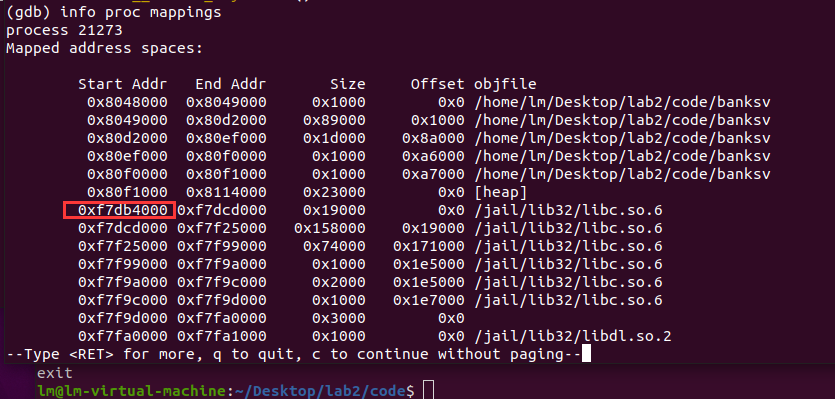 (gdb) info proc mappings
process 21273
Mapped address spaces:
Start Addr End Addr Size Offset objfile
0x8048000 0x8049000 0x1000 0x0 /home/lm/Desktop/lab2/code/banksv
0x8049000 0x80d2000 0x89000 0x1000 /home/lm/Desktop/lab2/code/banksv
0x80d2000 0x80ef000 0x1d000 0x8a000 /home/lm/Desktop/lab2/code/banksv
0x80ef000 0x80f0000 0x1000 0xa6000 /home/lm/Desktop/lab2/code/banksv
0x80f0000 0x80f1000 0x1000 0xa7000 /home/lm/Desktop/lab2/code/banksv
0x80f1000 0x8114000 0x23000 0x0 [heap]
0xf7db4000 0xf7dcd000 0x19000 0x0 /jail/lib32/libc.so.6
0xf7dcd000 0xf7f25000 0x158000 0x19000 /jail/lib32/libc.so.6
0xf7f25000 0xf7f99000 0x74000 0x171000 /jail/lib32/libc.so.6
0xf7f99000 0xf7f9a000 0x1000 0x1e5000 /jail/lib32/libc.so.6
0xf7f9a000 0xf7f9c000 0x2000 0x1e5000 /jail/lib32/libc.so.6
0xf7f9c000 0xf7f9d000 0x1000 0x1e7000 /jail/lib32/libc.so.6
0xf7f9d000 0xf7fa0000 0x3000 0x0
0xf7fa0000 0xf7fa1000 0x1000 0x0 /jail/lib32/libdl.so.2
--Type <RET> for more, q to quit, c to continue without paging--
exit
lm@lm-virtual-machine:~/Desktop/lab2/code$